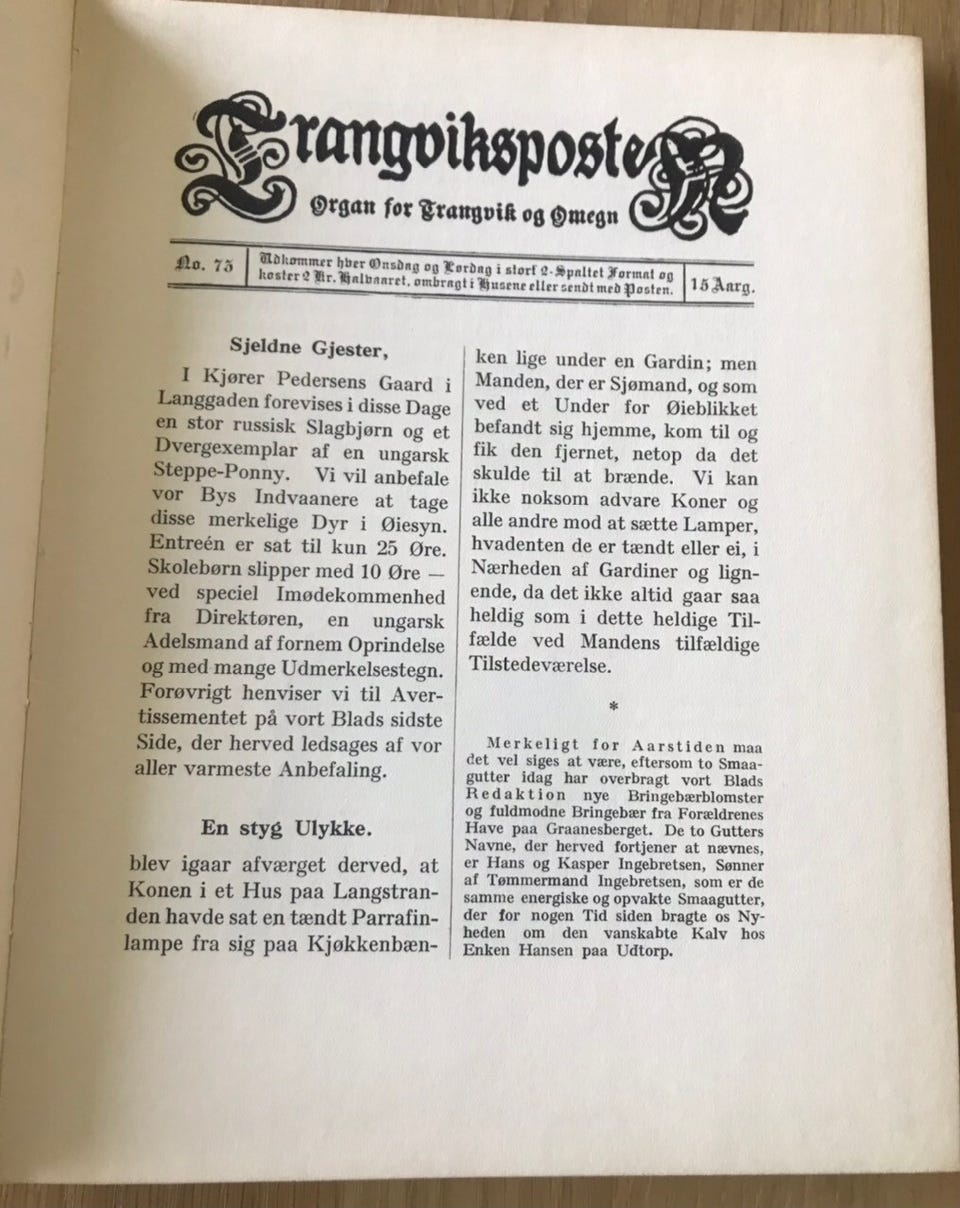 TrangviksposteN
Organ for Trangvik og Omegn
No. 75
Udkommer hver Onsdag og Lørdag i stort 2-Spaltet Format og
koster 2 Kr. Halvaaret, ombragt i Husene eller sendt med Posten.
15 Aarg.
Sjeldne Gjester,
I Kjører Pedersens Gaard i
Langgaden forevises i disse Dage
en stor russisk Slagbjørn og et
Dvergexemplar af en ungarsk
Steppe-Ponny. Vi vil anbefale
vor Bys Indvaanere at tage
disse merkelige Dyr i Øiesyn.
Entreén er sat til kun 25 Øre.
Skolebørn slipper med 10 Øre —
ved speciel Imødekommenhed
fra Direktøren, en ungarsk
Adelsmand af fornem Oprindelse
og med mange Udmerkelsestegn.
Forøvrigt henviser vi til Aver-
tissementet på vort Blads sidste
Side, der herved ledsages af vor
aller varmeste Anbefaling.
En styg Ulykke.
blev igaar afværget derved, at
Konen i et Hus paa Langstran-
den havde sat en tændt Parrafin-
lampe fra sig paa Kjøkkenbæn-
ken lige under en Gardin; men
Manden, der er Sjømand, og som
ved et Under for Øieblikket
befandt sig hjemme, kom til og
fik den fjernet, netop da det
skulde til at brænde. Vi kan
ikke noksom advare Koner og
alle andre mod at sætte Lamper,
hvadenten de er tændt eller ei, i
Nærheden af Gardiner og lign-
ende, da det ikke altid gaar saa
heldig som i dette heldige Til-
fælde ved Mandens tilfældige
Tilstedeværelse.
*
Merkeligt for Aarstiden maa
det vel siges at være, eftersom to Smaa-
gutter idag har overbragt vort Blads
Redaktion nye Bringebærblomster
og fuldmodne Bringebær fra Forældrenes
Have paa Graanesberget. De to Gutters
Navne, der herved fortjener at nævnes,
er Hans og Kasper Ingebretsen, Sønner
af Tømmermand Ingebretsen, som er de
samme energiske og opvakte Smaagutter,
der for nogen Tid siden bragte os Ny-
heden om den vanskabte Kalv hos
Enken Hansen paa Udtorp.